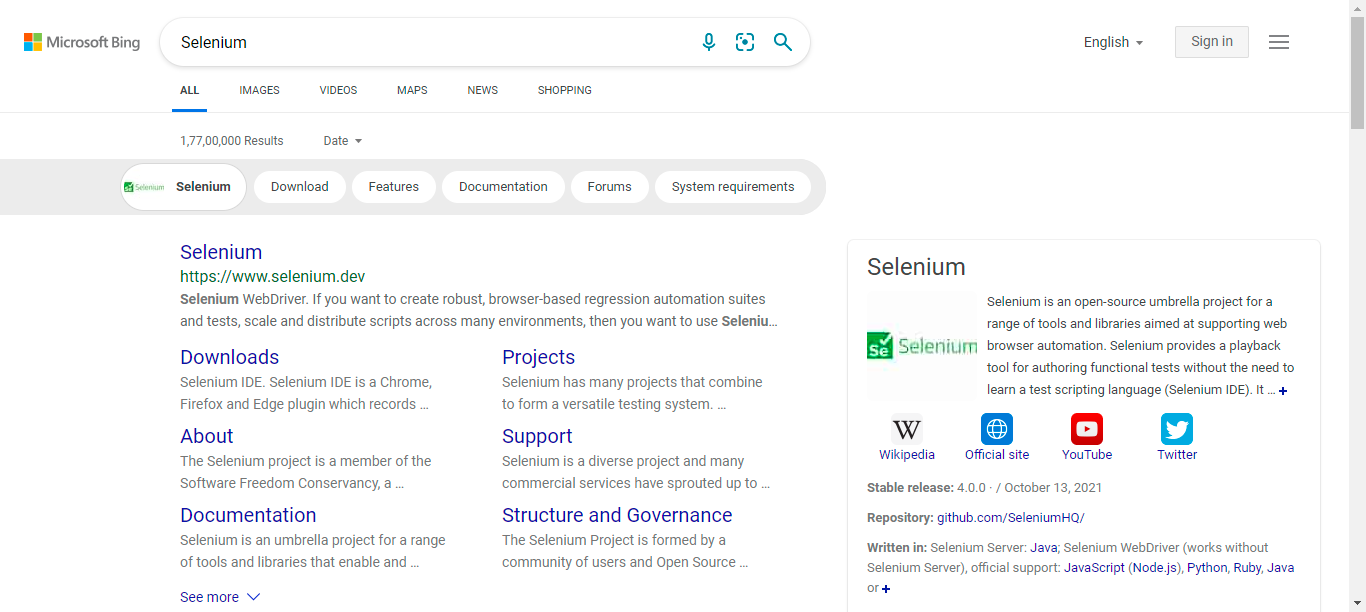 Microsoft Bing
Selenium
English
Sign in
ALL IMAGES VIDEOS MAPS NEWS SHOPPING
1,77,00,000 Results Date
Selenium Selenium Download Features Documentation Forums System requirements
Selenium
https://www.selenium.dev
Selenium WebDriver. If you want to create robust, browser-based regression automation suites
and tests, scale and distribute scripts across many environments, then you want to use Seleniu...
Downloads
Selenium IDE. Selenium IDE is a Chrome,
Firefox and Edge plugin which records ...
Projects
Selenium has many projects that combine
to form a versatile testing system. ...
About
The Selenium project is a member of the
Software Freedom Conservancy, a ...
Support
Selenium is a diverse project and many
commercial services have sprouted up to ...
Documentation
Selenium is an umbrella project for a range
of tools and libraries that enable and ...
Structure and Governance
The Selenium Project is formed by a
community of users and Open Source ...
See more
Selenium
Se Selenium
Selenium is an open-source umbrella project for a
range of tools and libraries aimed at supporting web
browser automation. Selenium provides a playback
tool for authoring functional tests without the need to
learn a test scripting language (Selenium IDE). It ... +
W
Wikipedia Official site YouTube Twitter
Stable release: 4.0.0 · / October 13, 2021
Repository: github.com/SeleniumHQ/
Written in: Selenium Server: Java; Selenium WebDriver (works without
Selenium Server), official support: JavaScript (Node.js), Python, Ruby, Java
or +